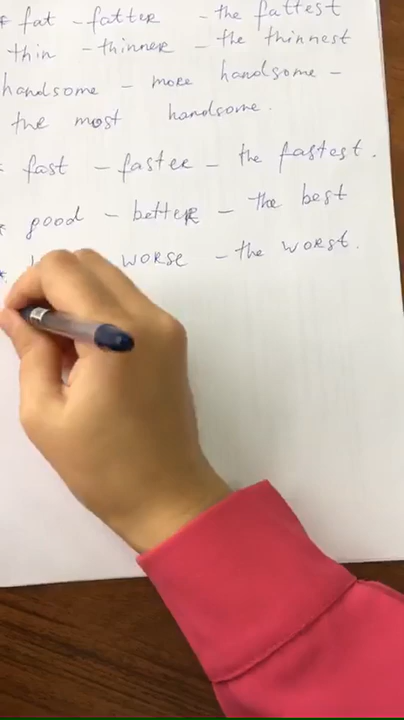 * fat - fatter - the fattest
thin - thinner - the thinnest
handsome - more handsome -
the most handsome.
* fast - faster - the fastest.
* good - better - the best
* worse - the worst.